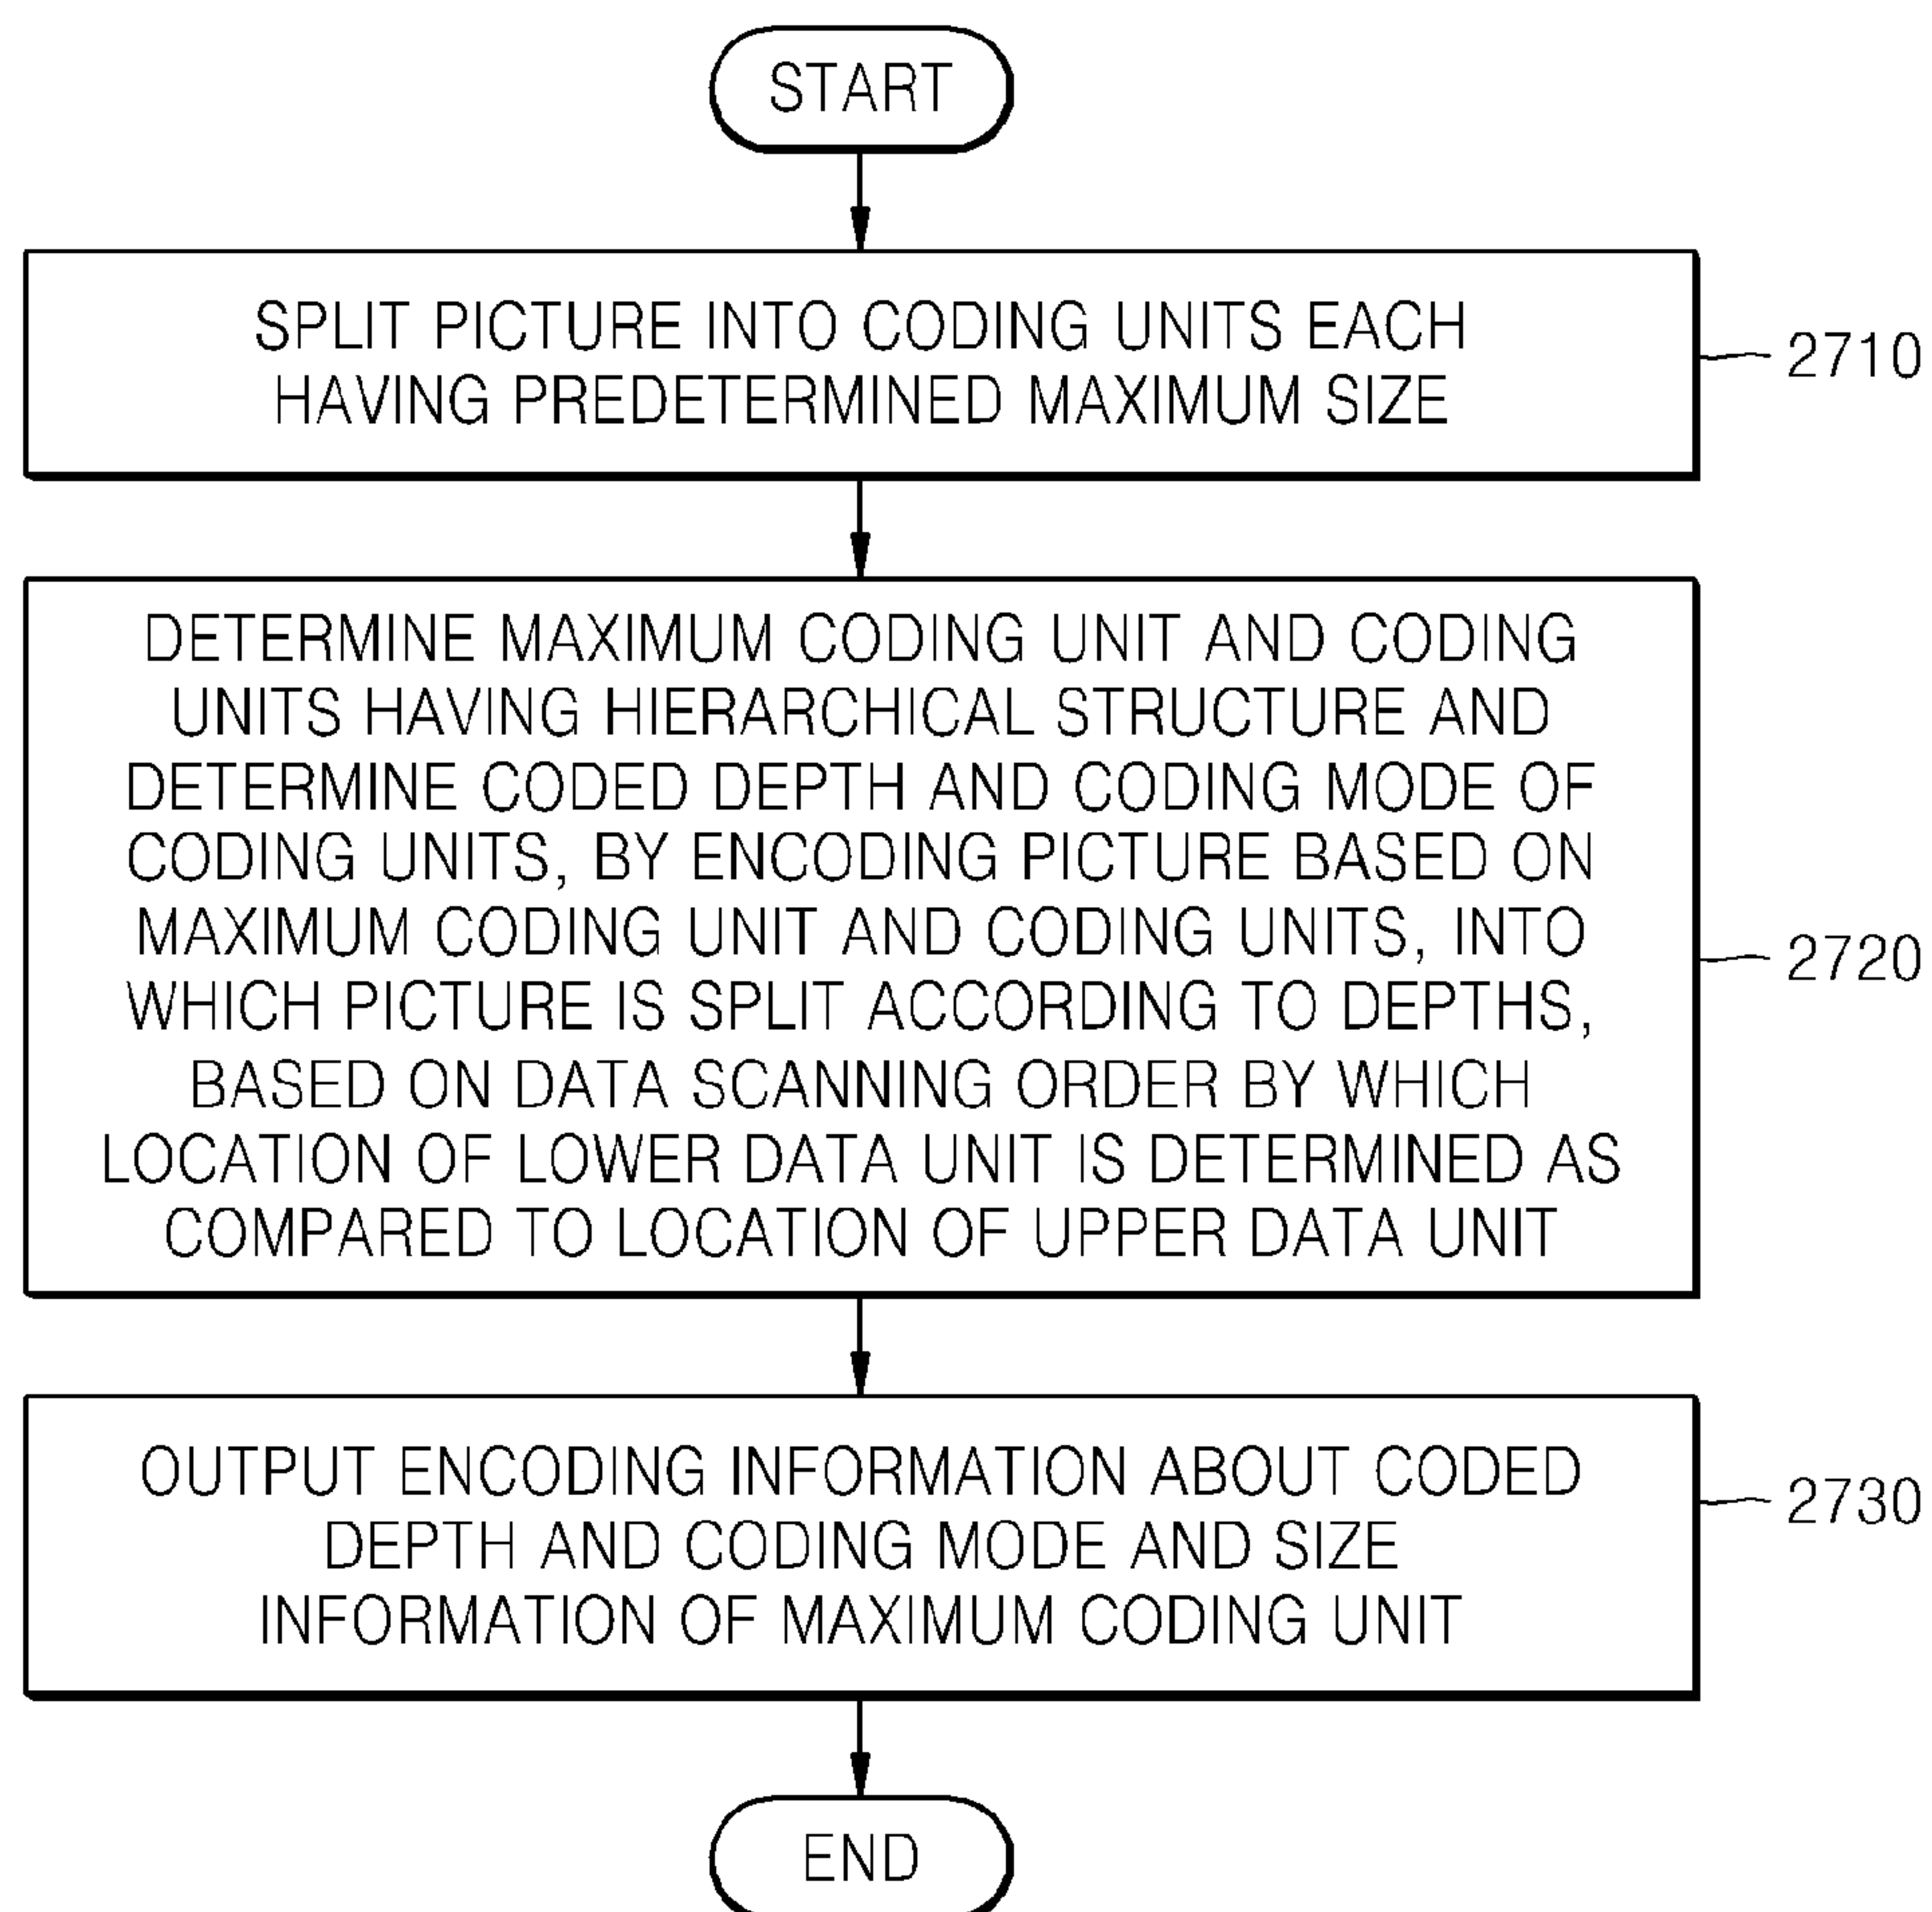 START
SPLIT PICTURE INTO CODING UNITS EACH
HAVING PREDETERMINED MAXIMUM SIZE
2710
DETERMINE MAXIMUM CODING UNIT AND CODING
UNITS HAVING HIERARCHICAL STRUCTURE AND
DETERMINE CODED DEPTH AND CODING MODE OF
CODING UNITS, BY ENCODING PICTURE BASED ON
MAXIMUM CODING UNIT AND CODING UNITS, INTO
WHICH PICTURE IS SPLIT ACCORDING TO DEPTHS,
BASED ON DATA SCANNING ORDER BY WHICH
LOCATION OF LOWER DATA UNIT IS DETERMINED AS
COMPARED TO LOCATION OF UPPER DATA UNIT
2720
OUTPUT ENCODING INFORMATION ABOUT CODED
DEPTH AND CODING MODE AND SIZE
INFORMATION OF MAXIMUM CODING UNIT
2730
END